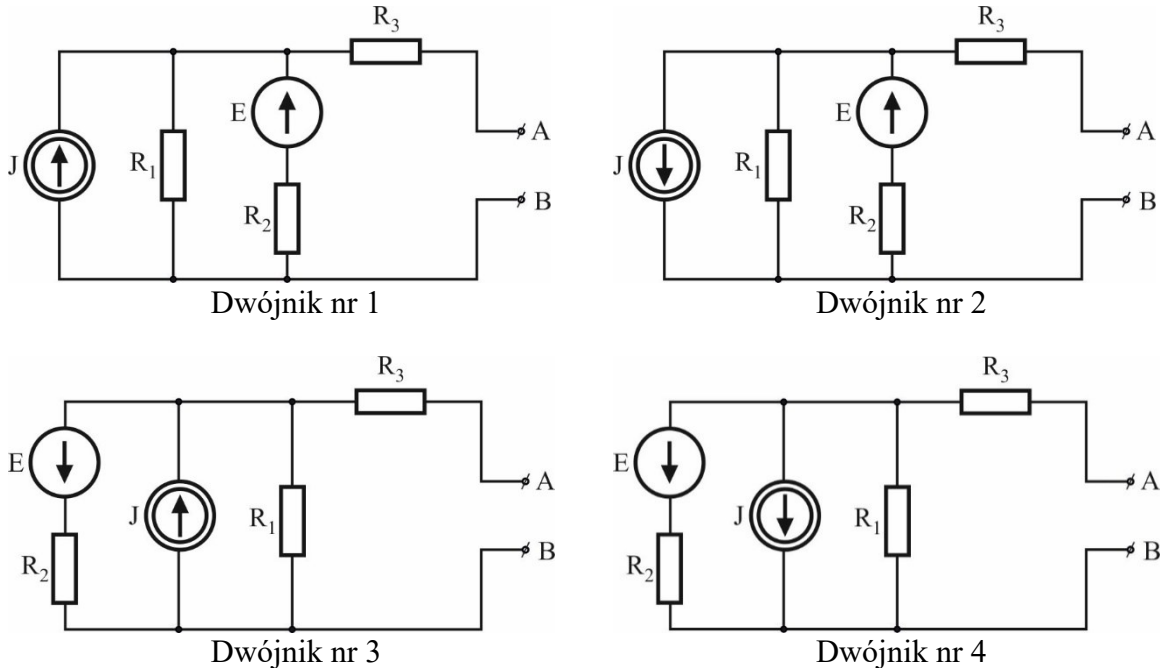 R3
E
J
R1
R2
A
B
Dwójnik nr 1
R3
E
J
R1
R2
A
B
Dwójnik nr 2
R3
E
J
R1
R2
A
B
Dwójnik nr 3
R3
E
J
R1
R2
A
B
Dwójnik nr 4